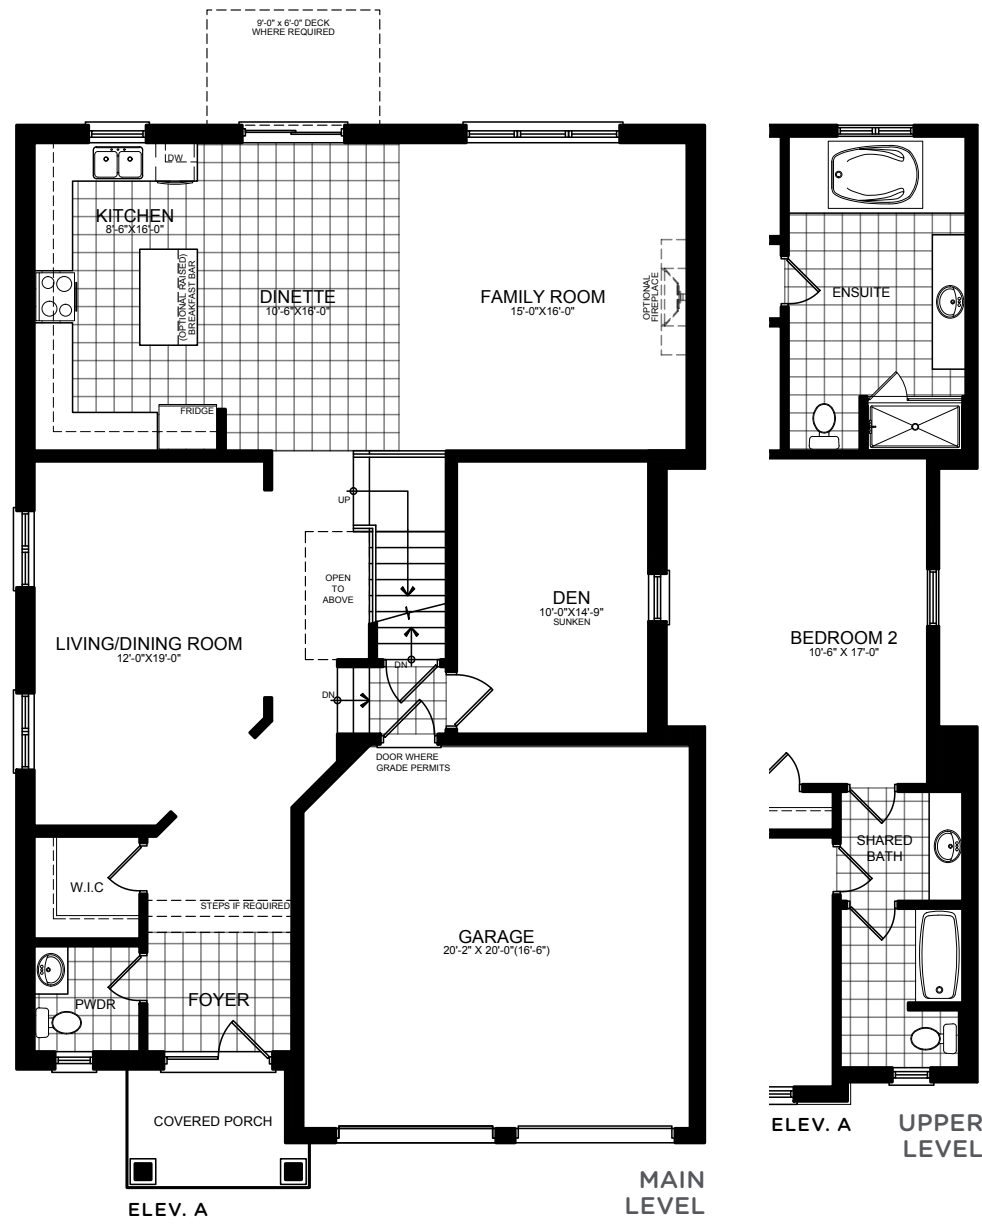 9'-0" x 6'-0" DECK
WHERE REQUIRED
DW
KITCHEN
8'-6"X16'-0"
(OPTIONAL RAISED)
BREAKFAST BAR
DINETTE
10'-6"X16'-0"
FAMILY ROOM
15'-0"X16'-0"
OPTIONAL
FIREPLACE
FRIDGE
UP
OPEN
TO
ABOVE
DEN
10'-0"X14'-9"
SUNKEN
LIVING/DINING ROOM
12'-0"X19'-0"
DN
DN
DOOR WHERE
GRADE PERMITS
W.I.C
STEPS IF REQUIRED
GARAGE
20'-2" X 20'-0"(16'-6")
PWDR
FOYER
COVERED PORCH
ELEV. A
MAIN
LEVEL
ENSUITE
BEDROOM 2
10'-6" X 17'-0"
SHARED
BATH
ELEV. A
UPPER
LEVEL